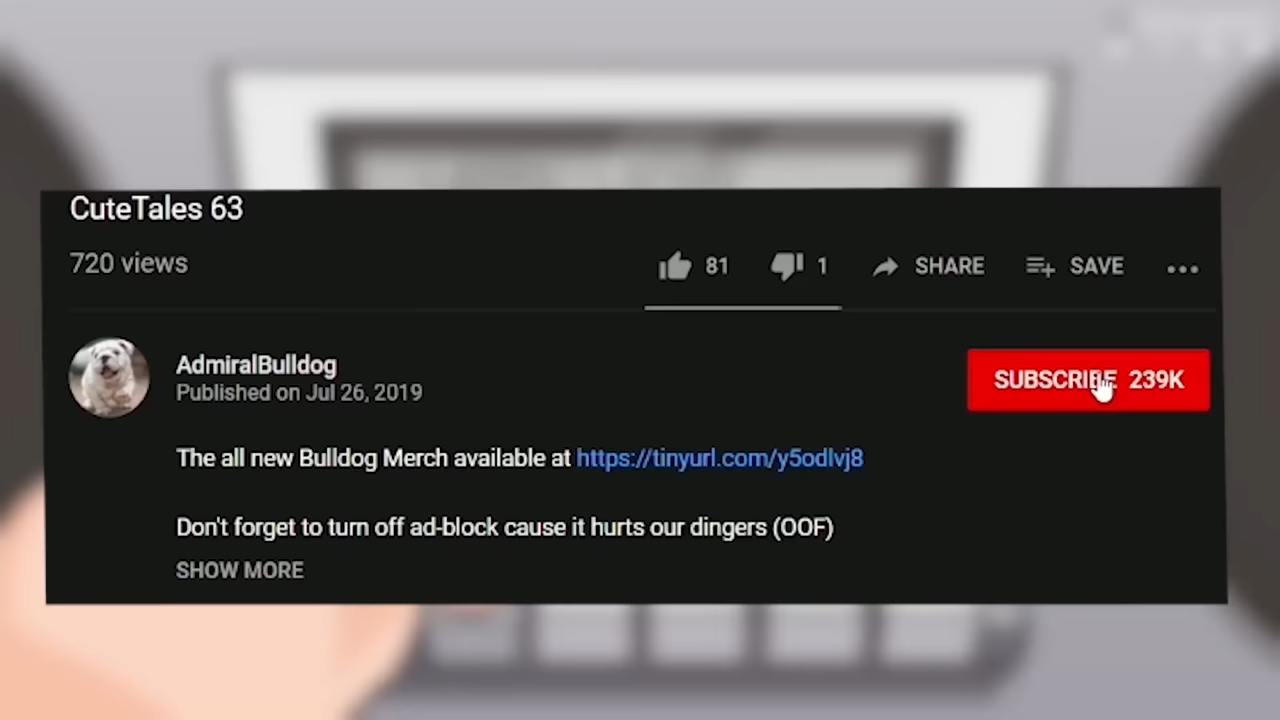 CuteTales 63
720 views
81 1 SHARE SAVE
AdmiralBulldog
Published on Jul 26, 2019
SUBSCRIBE 239K
The all new Bulldog Merch available at https://tinyurl.com/y5odlvj8
Don't forget to turn off ad-block cause it hurts our dingers (OOF)
SHOW MORE